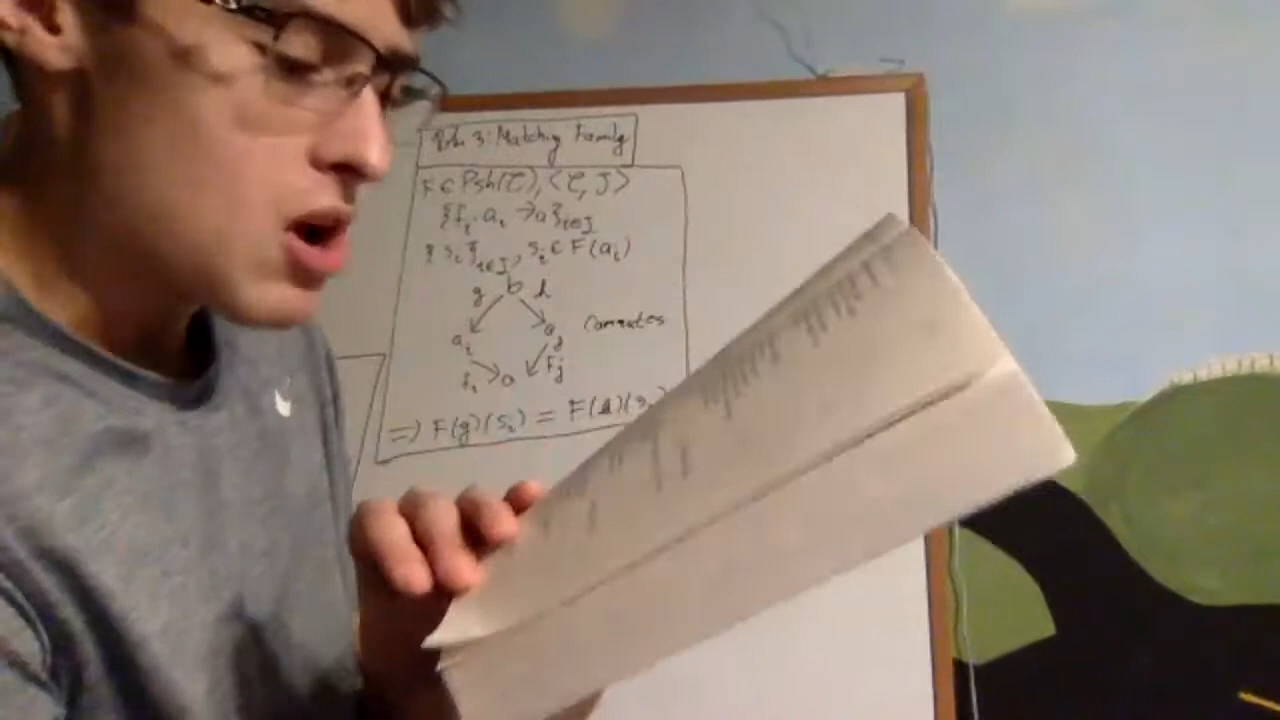 Defn 3: Matching Family
F ∈ Psh(C), <C, J>
{f_i: a_i → a}_{i∈I}
{s_i}_{i∈I}, s_i ∈ F(a_i)
b
g h
a_i a_j Commutes
f_i a f_j
=> F(g)(s_i) = F(h)(s